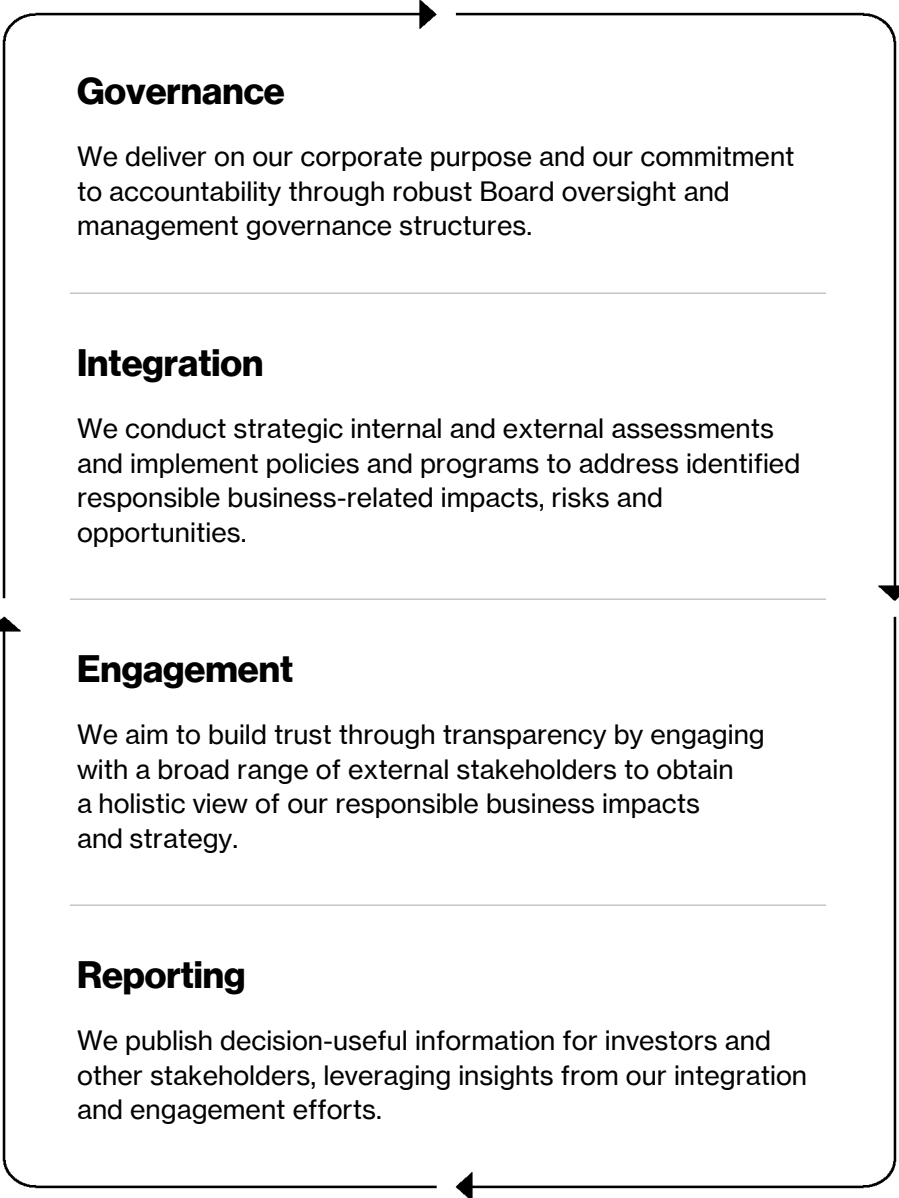 Governance
We deliver on our corporate purpose and our commitment
to accountability through robust Board oversight and
management governance structures.
Integration
We conduct strategic internal and external assessments
and implement policies and programs to address identified
responsible business-related impacts, risks and
opportunities.
Engagement
We aim to build trust through transparency by engaging
with a broad range of external stakeholders to obtain
a holistic view of our responsible business impacts
and strategy.
Reporting
We publish decision-useful information for investors and
other stakeholders, leveraging insights from our integration
and engagement efforts.